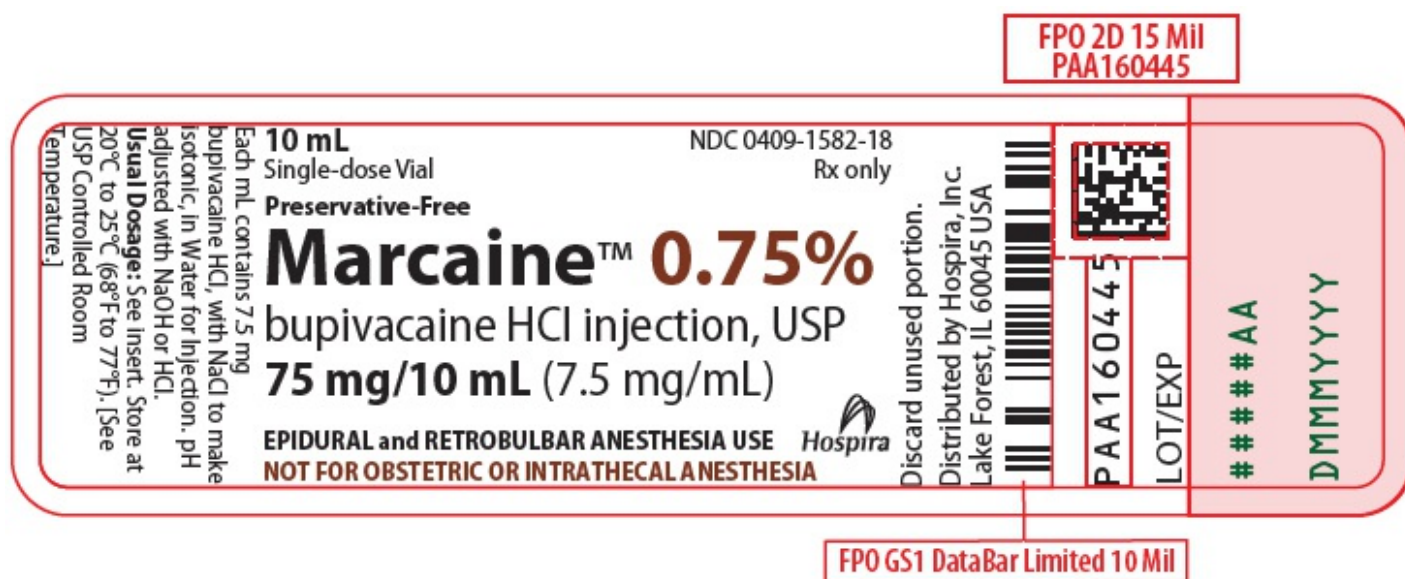 FPO 2D 15 Mil
PAA160445
Each mL contains 7.5 mg
bupivacaine HCl, with NaCl to make
isotonic, in Water for Injection. pH
adjusted with NaOH or HCl.
Usual Dosage: See insert. Store at
20°C to 25°C (68°F to 77°F). [See
USP Controlled Room
Temperature.]
10 mL
NDC 0409-1582-18
Single-dose Vial
Rx only
Preservative-Free
Marcaine™ 0.75%
bupivacaine HCl injection, USP
75 mg/10 mL (7.5 mg/mL)
EPIDURAL and RETROBULBAR ANESTHESIA USE
NOT FOR OBSTETRIC OR INTRATHECAL ANESTHESIA
Hospira
Discard unused portion.
Distributed by Hospira, Inc.
Lake Forest, IL 60045 USA
PAA160445
LOT/EXP
#####AA
DMMMYYYY
FPO GS1 DataBar Limited 10 Mil